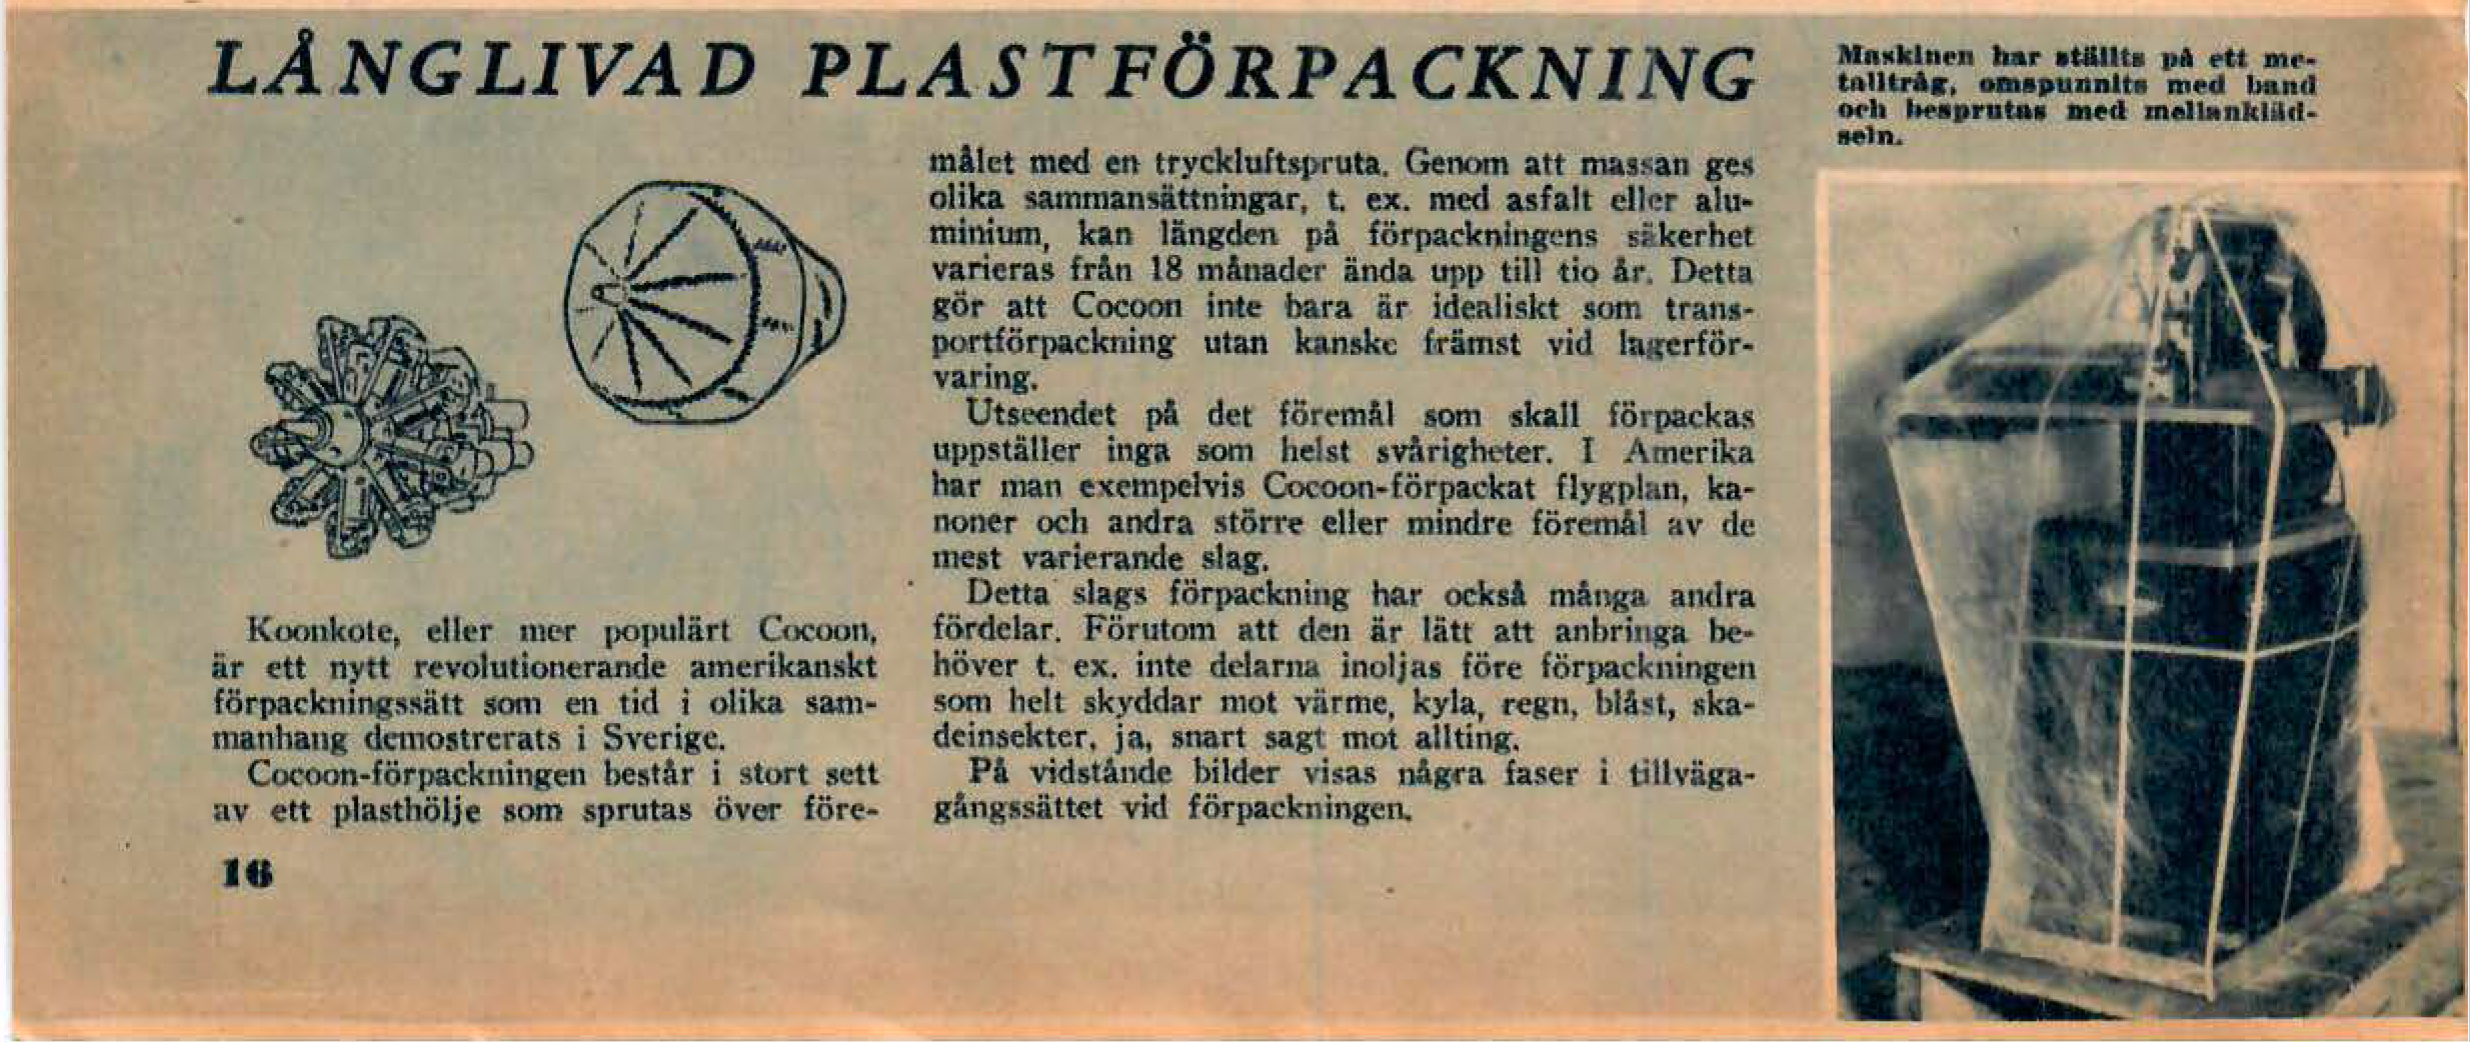 LÅNGLIVAD PLASTFÖRPACKNING
Koonkote, eller mer populärt Cocoon,
är ett nytt revolutionerande amerikanskt
förpackningssätt som en tid i olika sam-
manhang demostrerats i Sverige.
Cocoon-förpackningen består i stort sett
av ett plasthölje som sprutas över före-
målet med en tryckluftspruta. Genom att massan ges
olika sammansättningar, t. ex. med asfalt eller alu-
minium, kan längden på förpackningens säkerhet
varieras från 18 månader ända upp till tio år. Detta
gör att Cocoon inte bara är idealiskt som trans-
portförpackning utan kanske främst vid lagerför-
varing.
Utseendet på det föremål som skall förpackas
uppställer inga som helst svårigheter. I Amerika
har man exempelvis Cocoon-förpackat flygplan, ka-
noner och andra större eller mindre föremål av de
mest varierande slag.
Detta slags förpackning har också många andra
fördelar. Förutom att den är lätt att anbringa be-
höver t. ex. inte delarna inoljas före förpackningen
som helt skyddar mot värme, kyla, regn, blåst, ska-
deinsekter, ja, snart sagt mot allting.
På vidstånde bilder visas några faser i tillväga-
gångssättet vid förpackningen.
Maskinen har ställts på ett me-
talltråg, omspunnits med band
och besprutas med mellankläd-
seln.
16